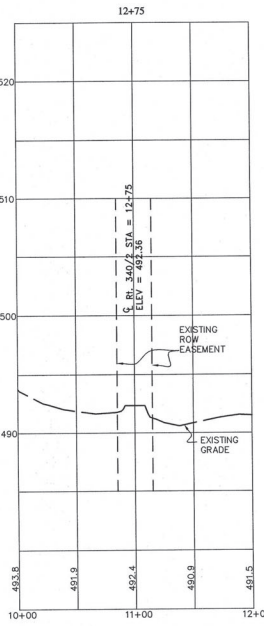 12+75
520
510
℄ Rt. 340/2 STA = 12+75
ELEV = 492.36
500
EXISTING
ROW
EASEMENT
490
EXISTING
GRADE
493.8
491.9
492.4
490.9
491.5
10+00
11+00
12+0